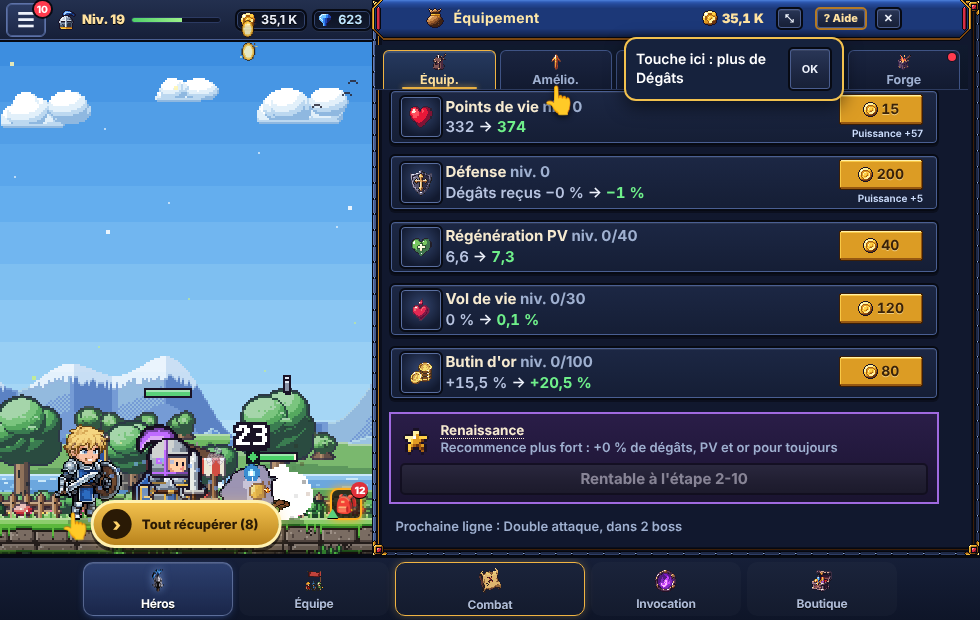 10
Niv. 19
35,1 K
623
Équipement
35,1 K
? Aide
Équip.
Amélio.
Touche ici : plus de
Dégâts
OK
Forge
Points de vie
0
332 → 374
15
Puissance +57
Défense niv. 0
Dégâts reçus −0 % → −1 %
200
Puissance +5
Régénération PV niv. 0/40
6,6 → 7,3
40
Vol de vie niv. 0/30
0 % → 0,1 %
120
Butin d'or niv. 0/100
+15,5 % → +20,5 %
80
Renaissance
Recommence plus fort : +0 % de dégâts, PV et or pour toujours
Rentable à l'étape 2-10
Prochaine ligne : Double attaque, dans 2 boss
23
12
Tout récupérer (8)
Héros
Équipe
Combat
Invocation
Boutique